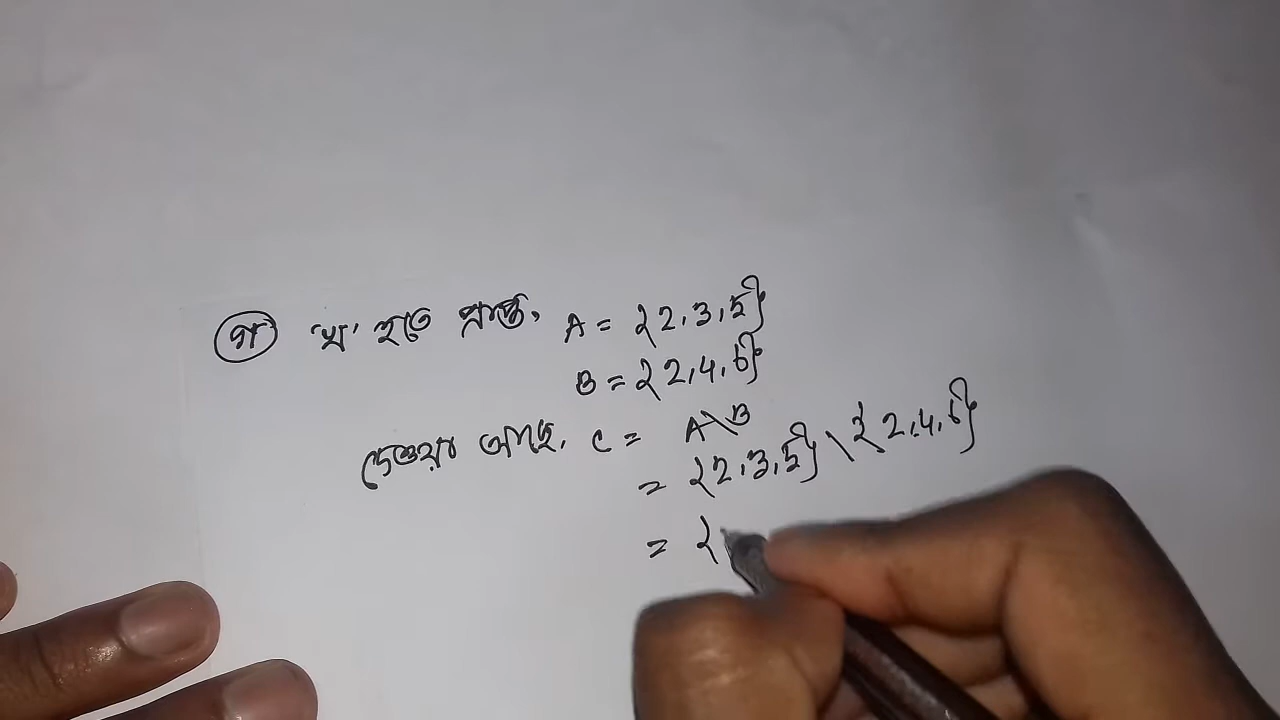 গ 'খ' হতে প্রাপ্ত, A = {2,3,5}
B = {2,4,6}
দেওয়া আছে, C = A\B
= {2,3,5} \ {2,4,6}
= {